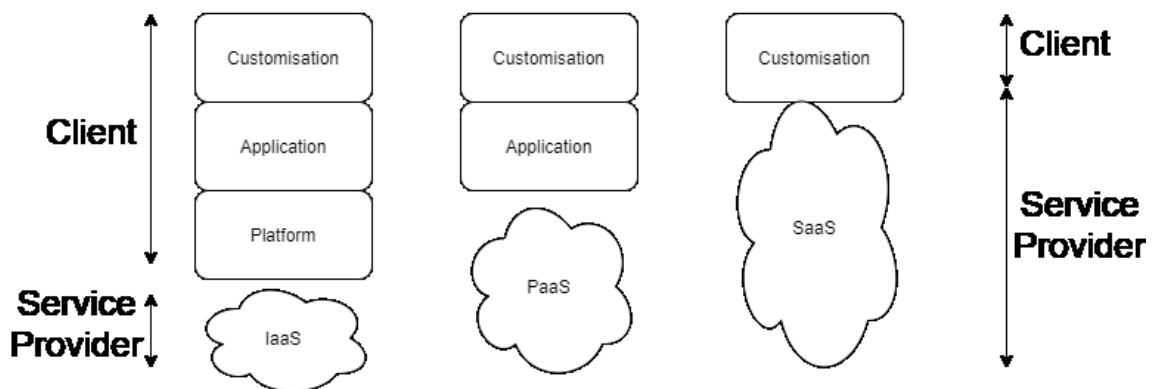 Customisation
Customisation
Customisation
Client
Client
Application
Application
Platform
SaaS
Service
Provider
PaaS
Service
Provider
IaaS